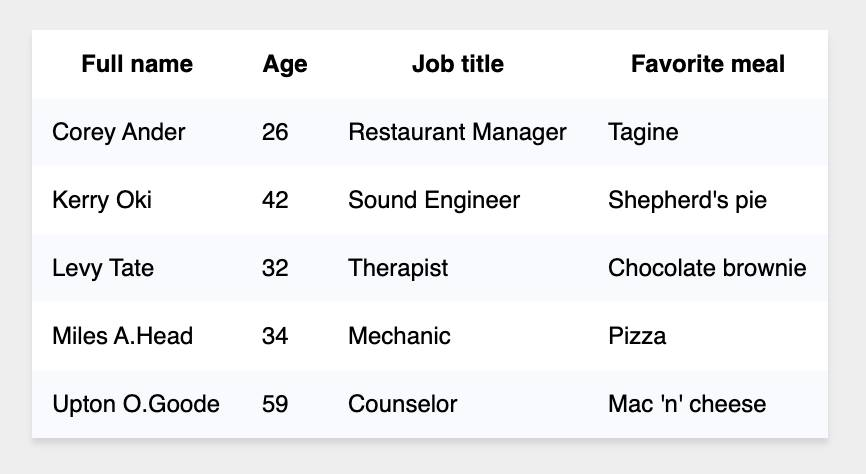 Full name Age Job title Favorite meal
Corey Ander 26 Restaurant Manager Tagine
Kerry Oki 42 Sound Engineer Shepherd's pie
Levy Tate 32 Therapist Chocolate brownie
Miles A.Head 34 Mechanic Pizza
Upton O.Goode 59 Counselor Mac 'n' cheese